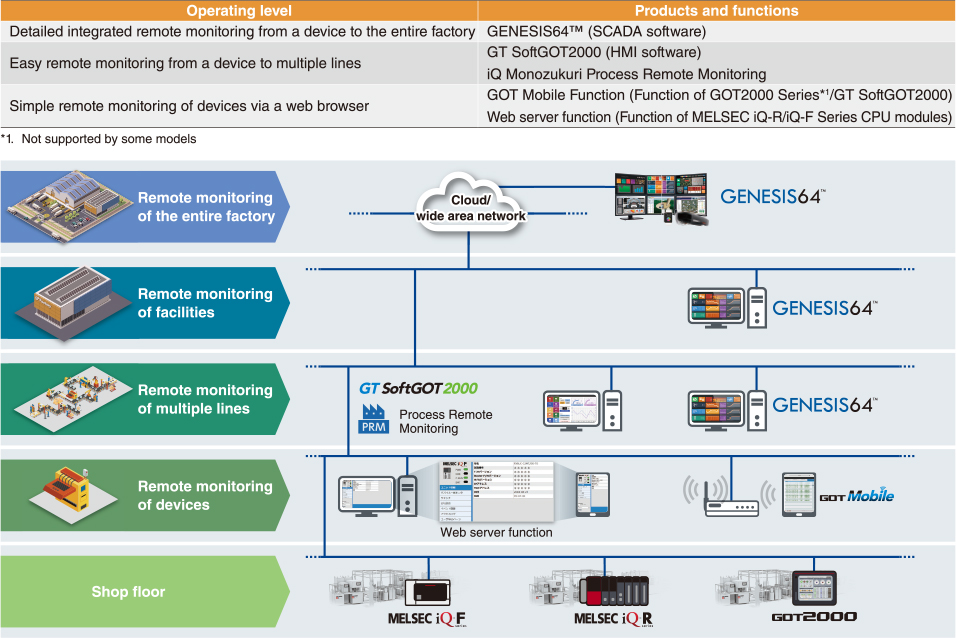 Operating level
Products and functions
Detailed integrated remote monitoring from a device to the entire factory
GENESIS64™ (SCADA software)
Easy remote monitoring from a device to multiple lines
GT SoftGOT2000 (HMI software)
iQ Monozukuri Process Remote Monitoring
Simple remote monitoring of devices via a web browser
GOT Mobile Function (Function of GOT2000 Series*1/GT SoftGOT2000)
Web server function (Function of MELSEC iQ-R/iQ-F Series CPU modules)
*1. Not supported by some models
Remote monitoring
of the entire factory
Cloud/
wide area network
GENESIS64™
Remote monitoring
of facilities
GENESIS64™
Remote monitoring
of multiple lines
GT SoftGOT2000
PRM
Process Remote
Monitoring
GENESIS64™
Remote monitoring
of devices
MELSEC iQ-F
Web server function
GOT Mobile
Shop floor
MELSEC iQ-F
MELSEC iQ-R
GOT2000